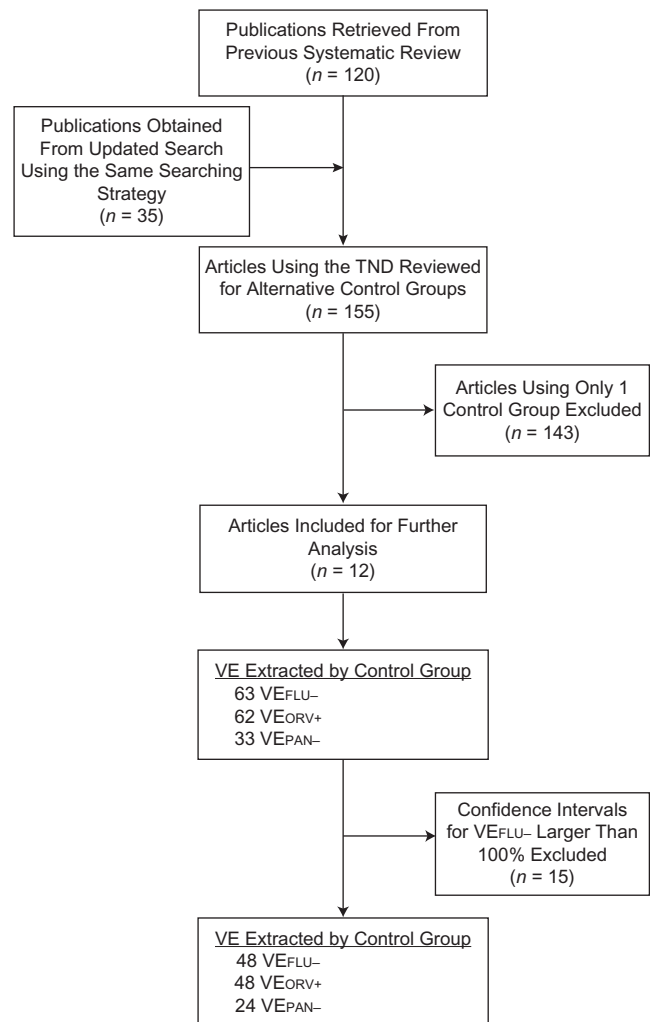 Publications Retrieved From
Previous Systematic Review
(n = 120)
Publications Obtained
From Updated Search
Using the Same Searching
Strategy
(n = 35)
Articles Using the TND Reviewed
for Alternative Control Groups
(n = 155)
Articles Using Only 1
Control Group Excluded
(n = 143)
Articles Included for Further
Analysis
(n = 12)
VE Extracted by Control Group
63 VEFLU–
62 VEORV+
33 VEPAN–
Confidence Intervals
for VEFLU– Larger Than
100% Excluded
(n = 15)
VE Extracted by Control Group
48 VEFLU–
48 VEORV+
24 VEPAN–